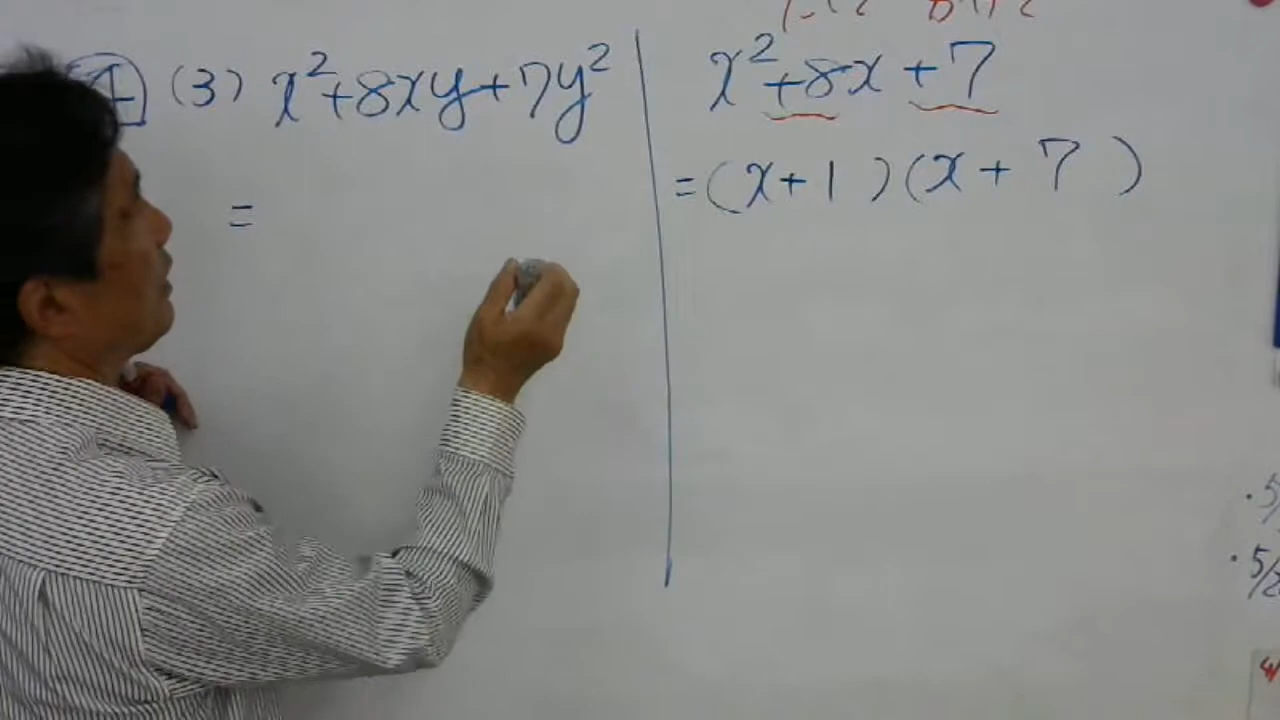 4 (3) x²+8xy+7y²
=
x²+8x+7
=(x+1)(x+7)